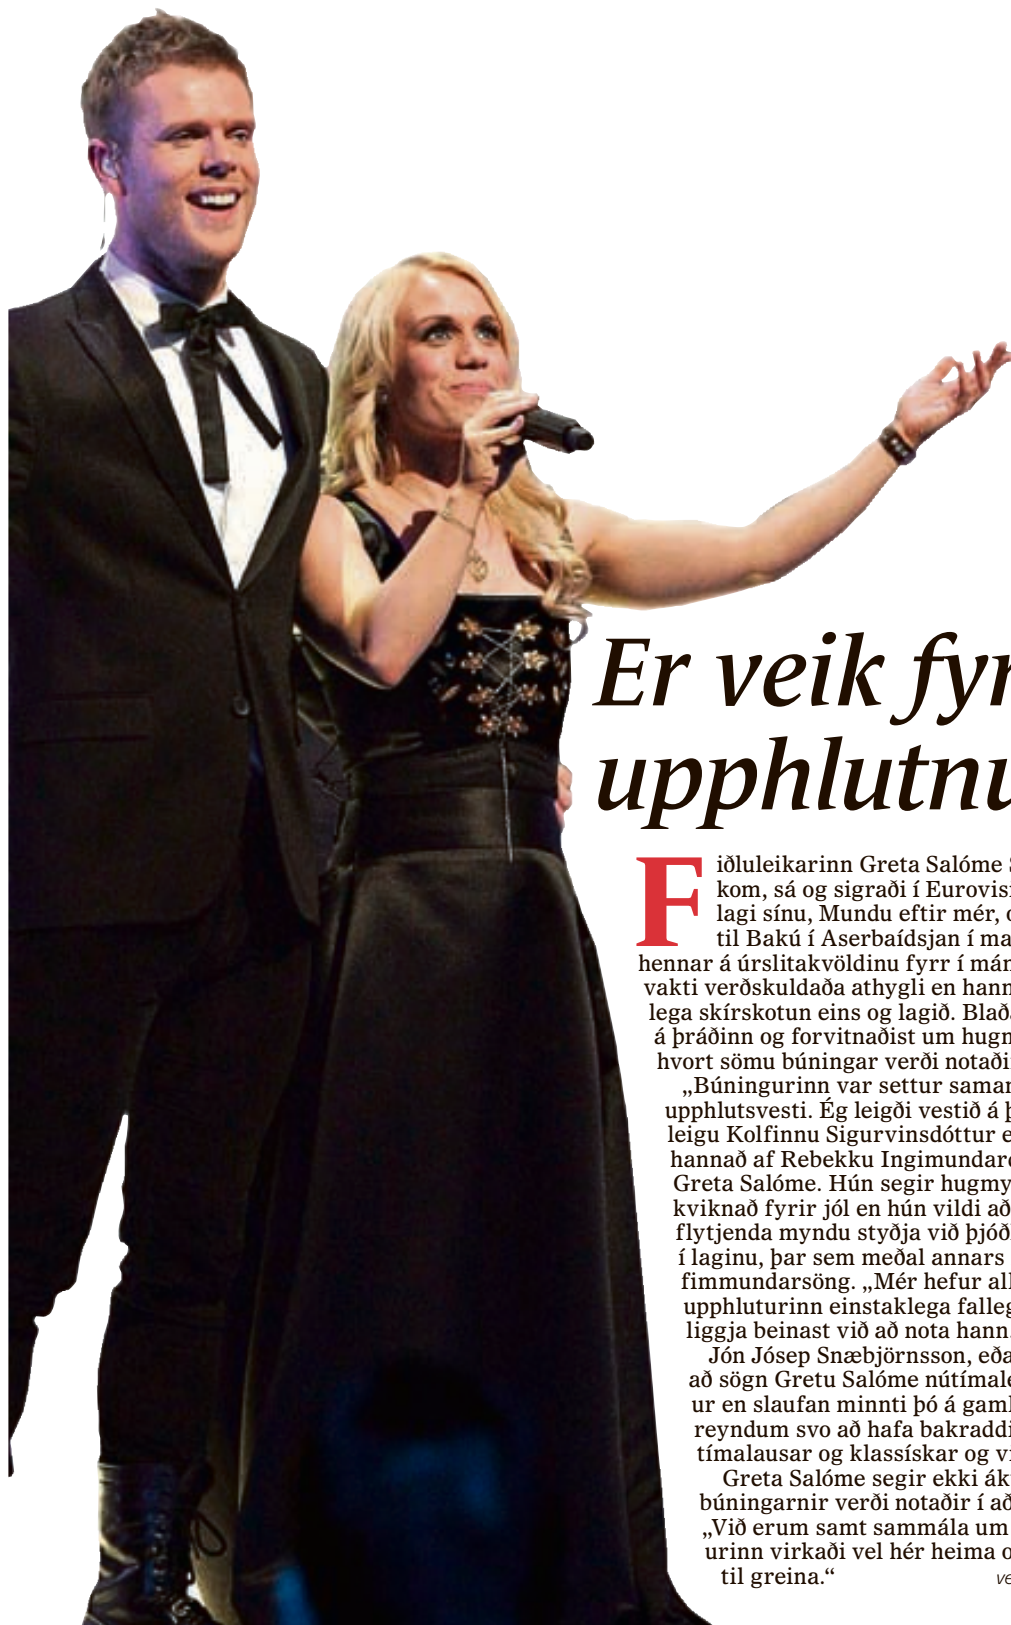 Er veik fyr
upphlutnu
Fiðluleikarinn Greta Salóme S
kom, sá og sigraði í Eurovisi
lagi sínu, Mundu eftir mér, o
til Bakú í Aserbaídsjan í ma
hennar á úrslitakvöldinu fyrr í mán
vakti verðskuldaða athygli en hann
lega skírskotun eins og lagið. Blaða
á þráðinn og forvitnaðist um hugn
hvort sömu búningar verði notaði
„Búningurinn var settur saman
upphlutsvesti. Ég leigði vestið á þ
leigu Kolfinnu Sigurvinsdóttur e
hannað af Rebekku Ingimundard
Greta Salóme. Hún segir hugmy
kviknað fyrir jól en hún vildi að
flytjenda myndu styðja við þjóð
í laginu, þar sem meðal annars
fimmundarsöng. „Mér hefur all
upphluturinn einstaklega falleg
liggja beinast við að nota hann.
Jón Jósep Snæbjörnsson, eða
að sögn Gretu Salóme nútímale
ur en slaufan minnti þó á gaml
reyndum svo að hafa bakraddi
tímalausar og klassískar og vi
Greta Salóme segir ekki ák
búningarnir verði notaðir í að
„Við erum samt sammála um
urinn virkaði vel hér heima o
til greina.“ ve